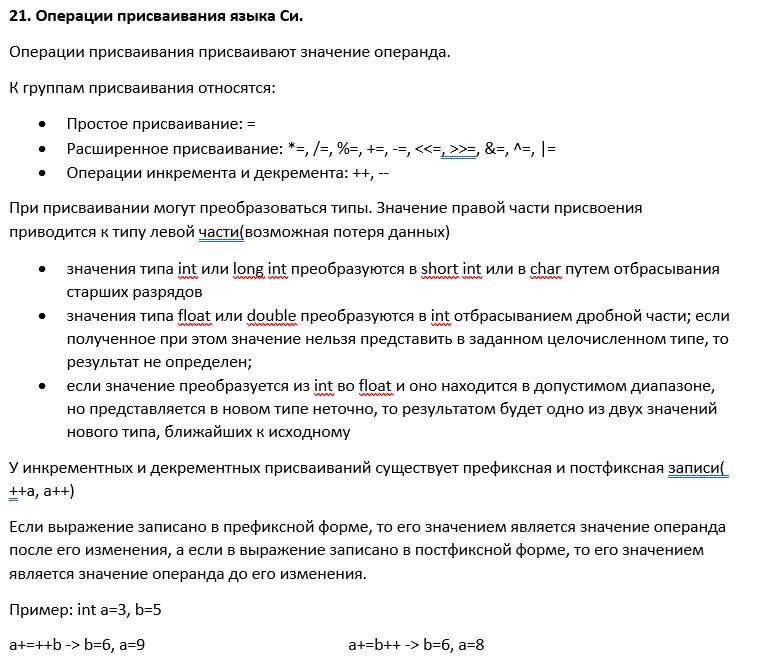 21. Операции присваивания языка Си.
Операции присваивания присваивают значение операнда.
К группам присваивания относятся:
• Простое присваивание: =
• Расширенное присваивание: *=, /=, %=, +=, -=, <<=, >>=, &=, ^=, |=
• Операции инкремента и декремента: ++, --
При присваивании могут преобразоваться типы. Значение правой части присвоения
приводится к типу левой части(возможная потеря данных)
• значения типа int или long int преобразуются в short int или в char путем отбрасывания
старших разрядов
• значения типа float или double преобразуются в int отбрасыванием дробной части; если
полученное при этом значение нельзя представить в заданном целочисленном типе, то
результат не определен;
• если значение преобразуется из int во float и оно находится в допустимом диапазоне,
но представляется в новом типе неточно, то результатом будет одно из двух значений
нового типа, ближайших к исходному
У инкрементных и декрементных присваиваний существует префиксная и постфиксная записи(
++a, a++)
Если выражение записано в префиксной форме, то его значением является значение операнда
после его изменения, а если в выражение записано в постфиксной форме, то его значением
является значение операнда до его изменения.
Пример: int a=3, b=5
a+=++b -> b=6, a=9 a+=b++ -> b=6, a=8